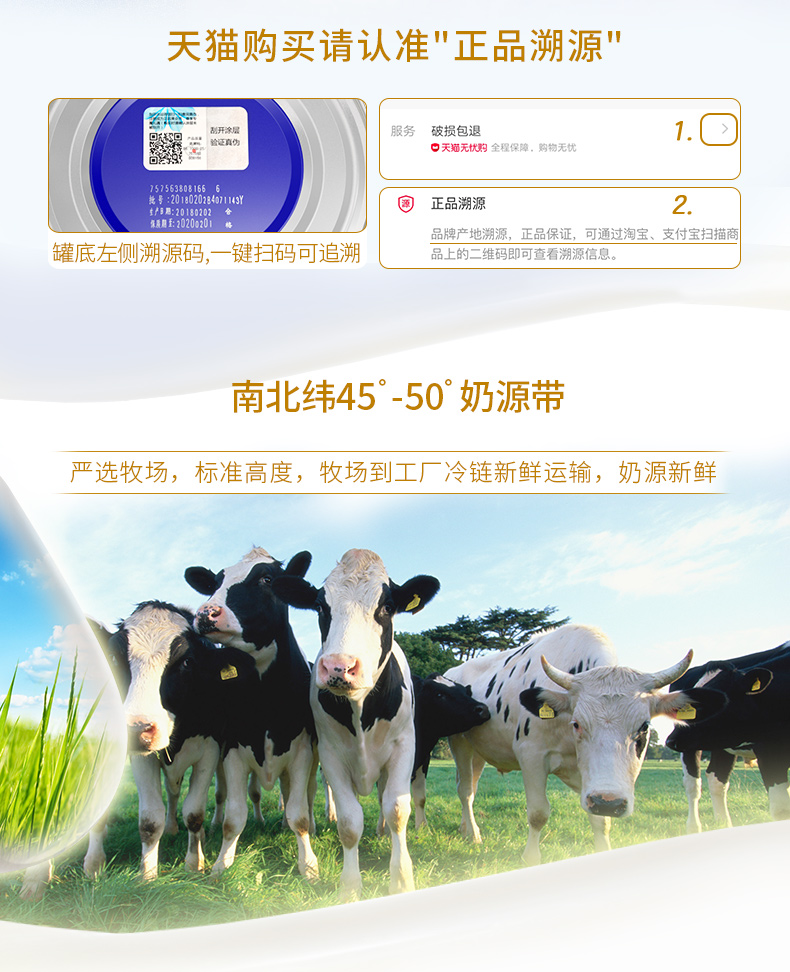 天猫购买请认准"正品溯源"
刮开涂层
验证真伪
757563808166 6
批号:20180202B4071143Y
生产日期:20180202 合
保质期至:20200201 格
罐底左侧溯源码,一键扫码可追溯
服务 破损包退 1.
天猫无忧购 全程保障,购物无忧
源 正品溯源 2.
品牌产地溯源,正品保证,可通过淘宝、支付宝扫描商
品上的二维码即可查看溯源信息。
南北纬45°-50°奶源带
严选牧场，标准高度，牧场到工厂冷链新鲜运输，奶源新鲜